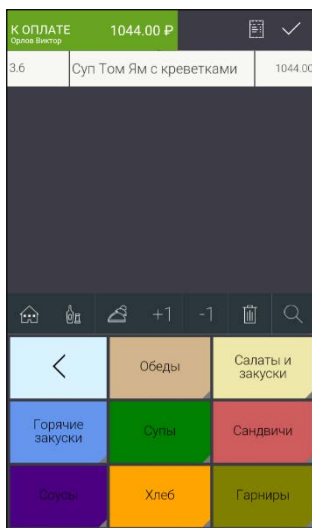 К ОПЛАТЕ 1044.00 ₽
Орлов Виктор
3.6 Суп Том Ям с креветками 1044.00
+1 -1
Обеды
Салаты и
закуски
Горячие
закуски
Супы
Сандвичи
Соусы
Хлеб
Гарниры